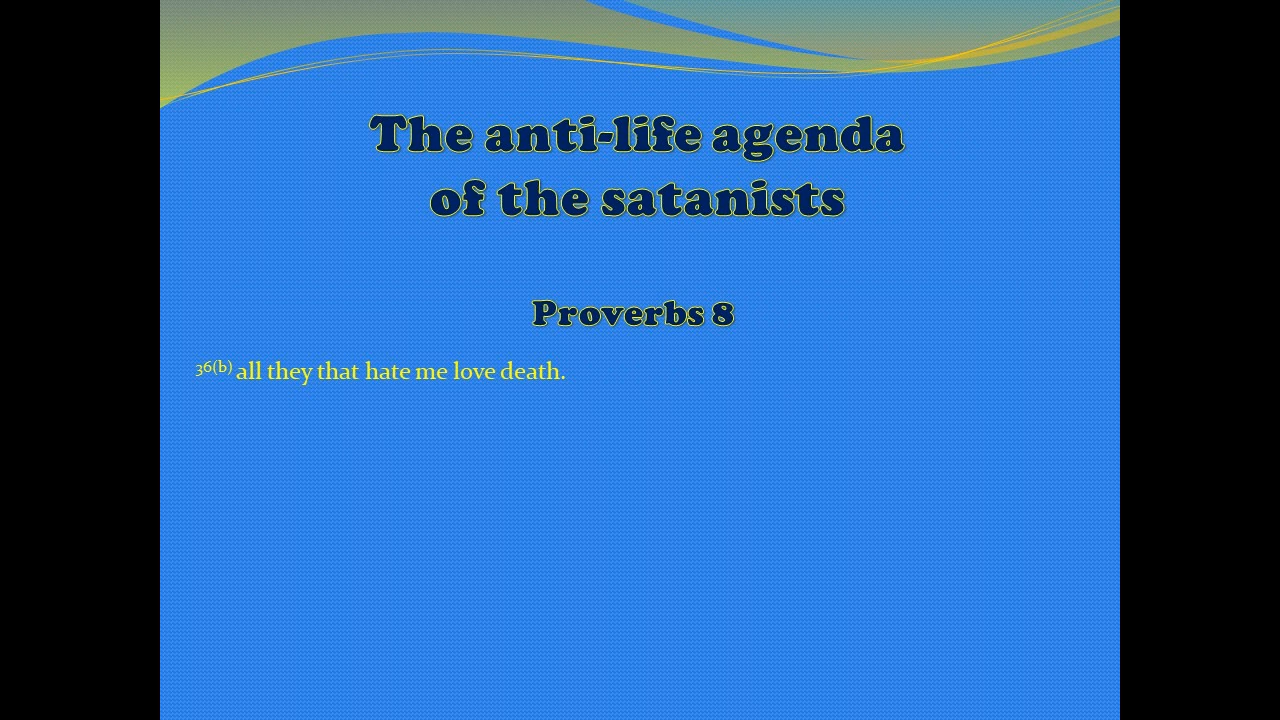 The anti-life agenda
of the satanists
Proverbs 8
36(b) all they that hate me love death.